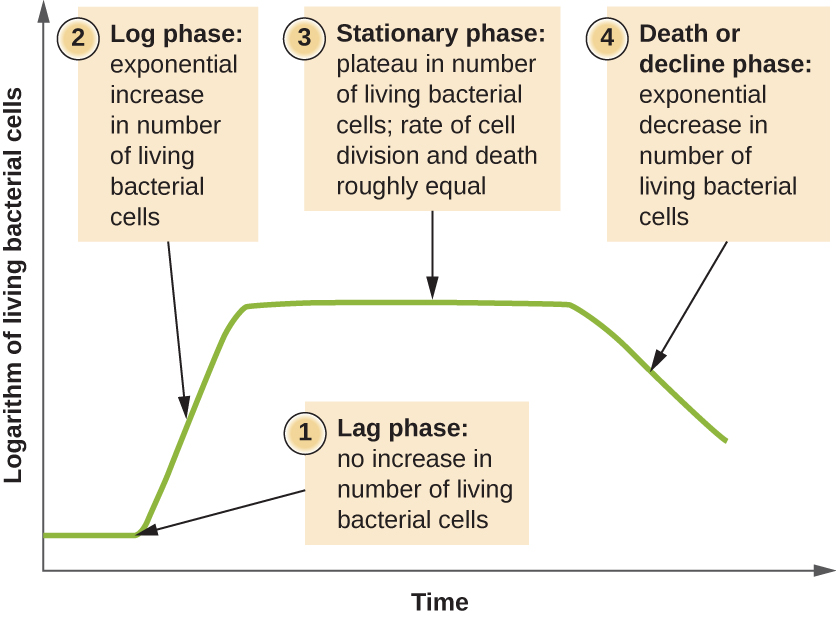 Logarithm of living bacterial cells
2
Log phase:
exponential
increase
in number
of living
bacterial
cells
3
Stationary phase:
plateau in number
of living bacterial
cells; rate of cell
division and death
roughly equal
4
Death or
decline phase:
exponential
decrease in
number of
living bacterial
cells
1
Lag phase:
no increase in
number of living
bacterial cells
Time